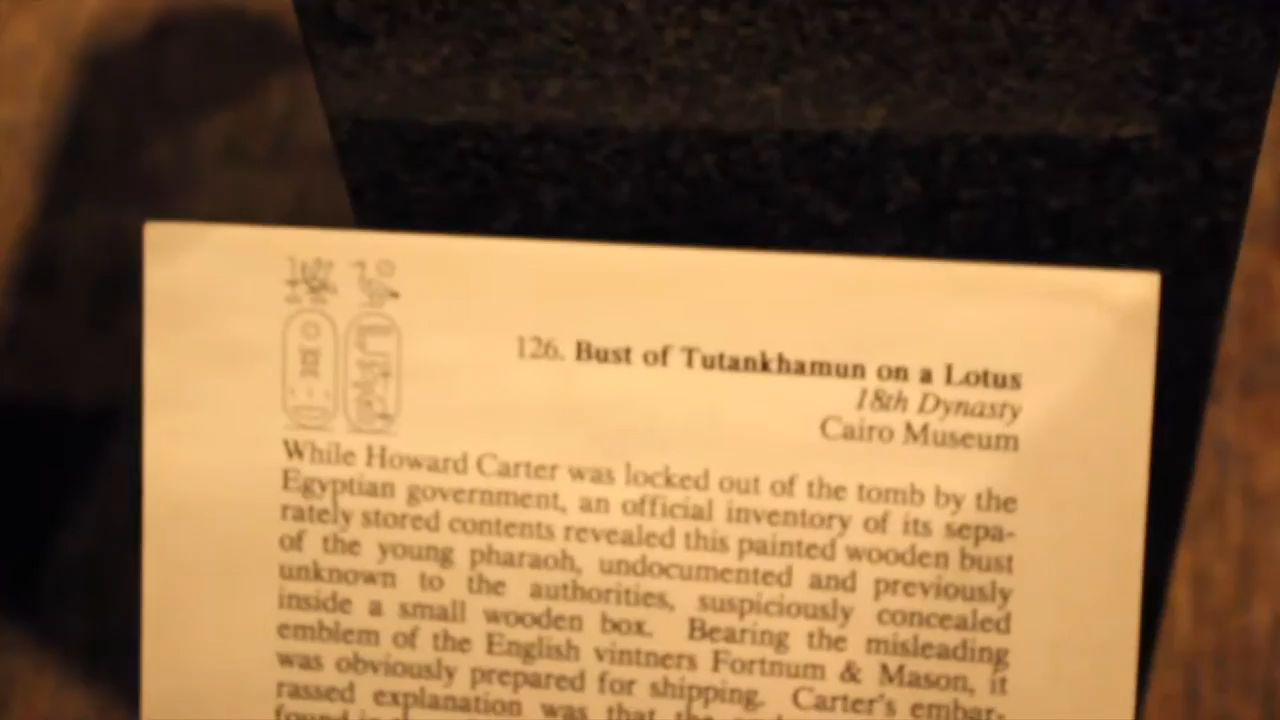 126. Bust of Tutankhamun on a Lotus
18th Dynasty
Cairo Museum
While Howard Carter was locked out of the tomb by the
Egyptian government, an official inventory of its sepa-
rately stored contents revealed this painted wooden bust
of the young pharaoh, undocumented and previously
unknown to the authorities, suspiciously concealed
inside a small wooden box. Bearing the misleading
emblem of the English vintners Fortnum & Mason, it
was obviously prepared for shipping. Carter's embar-
rassed explanation was that the
found in